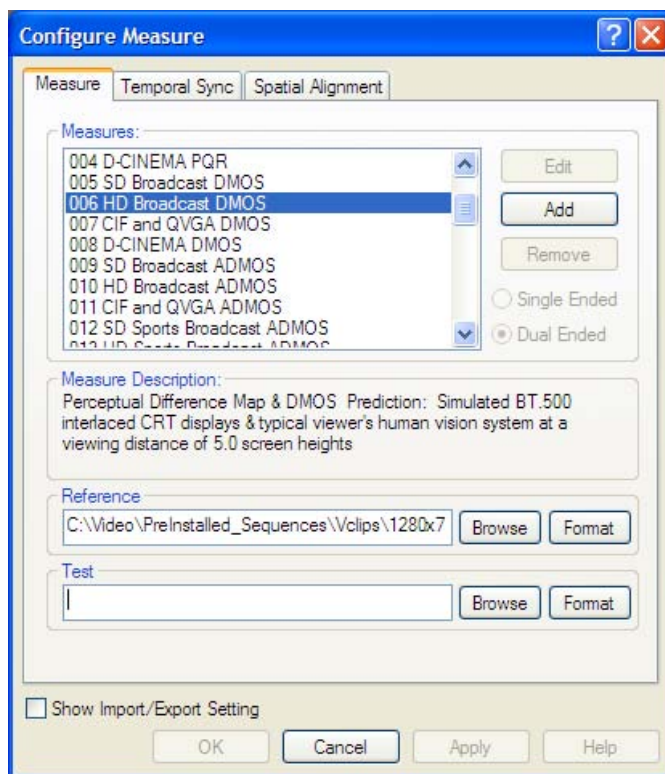 Configure Measure
Measure
Temporal Sync
Spatial Alignment
Measures:
004 D-CINEMA PQR
005 SD Broadcast DMOS
006 HD Broadcast DMOS
007 CIF and QVGA DMOS
008 D-CINEMA DMOS
009 SD Broadcast ADMOS
010 HD Broadcast ADMOS
011 CIF and QVGA ADMOS
012 SD Sports Broadcast ADMOS
013 HD Sports Broadcast ADMOS
Edit
Add
Remove
Single Ended
Dual Ended
Measure Description:
Perceptual Difference Map & DMOS Prediction: Simulated BT.500
interlaced CRT displays & typical viewer's human vision system at a
viewing distance of 5.0 screen heights
Reference
C:\Video\PreInstalled_Sequences\Vclips\1280x7
Browse
Format
Test
Browse
Format
Show Import/Export Setting
OK
Cancel
Apply
Help